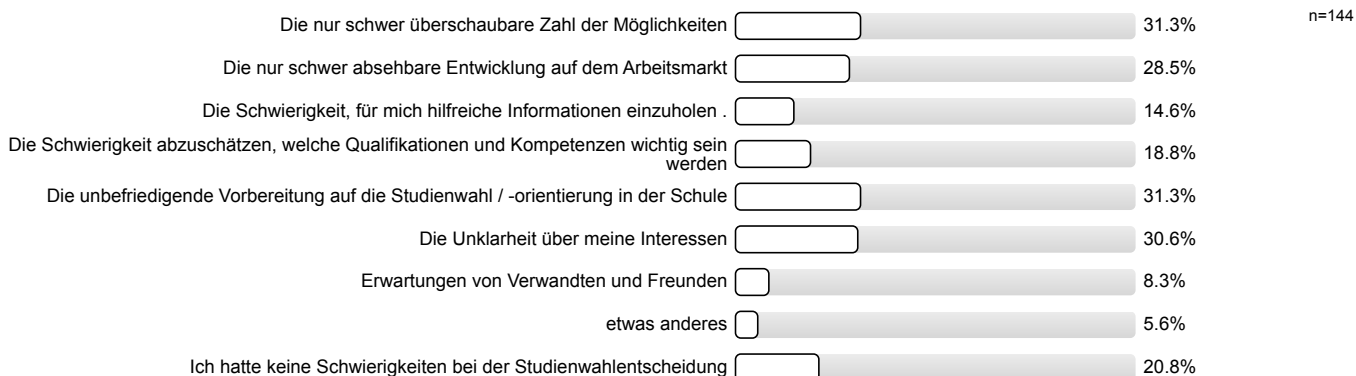 Die nur schwer überschaubare Zahl der Möglichkeiten 31.3% n=144
Die nur schwer absehbare Entwicklung auf dem Arbeitsmarkt 28.5%
Die Schwierigkeit, für mich hilfreiche Informationen einzuholen . 14.6%
Die Schwierigkeit abzuschätzen, welche Qualifikationen und Kompetenzen wichtig sein
werden 18.8%
Die unbefriedigende Vorbereitung auf die Studienwahl / -orientierung in der Schule 31.3%
Die Unklarheit über meine Interessen 30.6%
Erwartungen von Verwandten und Freunden 8.3%
etwas anderes 5.6%
Ich hatte keine Schwierigkeiten bei der Studienwahlentscheidung 20.8%